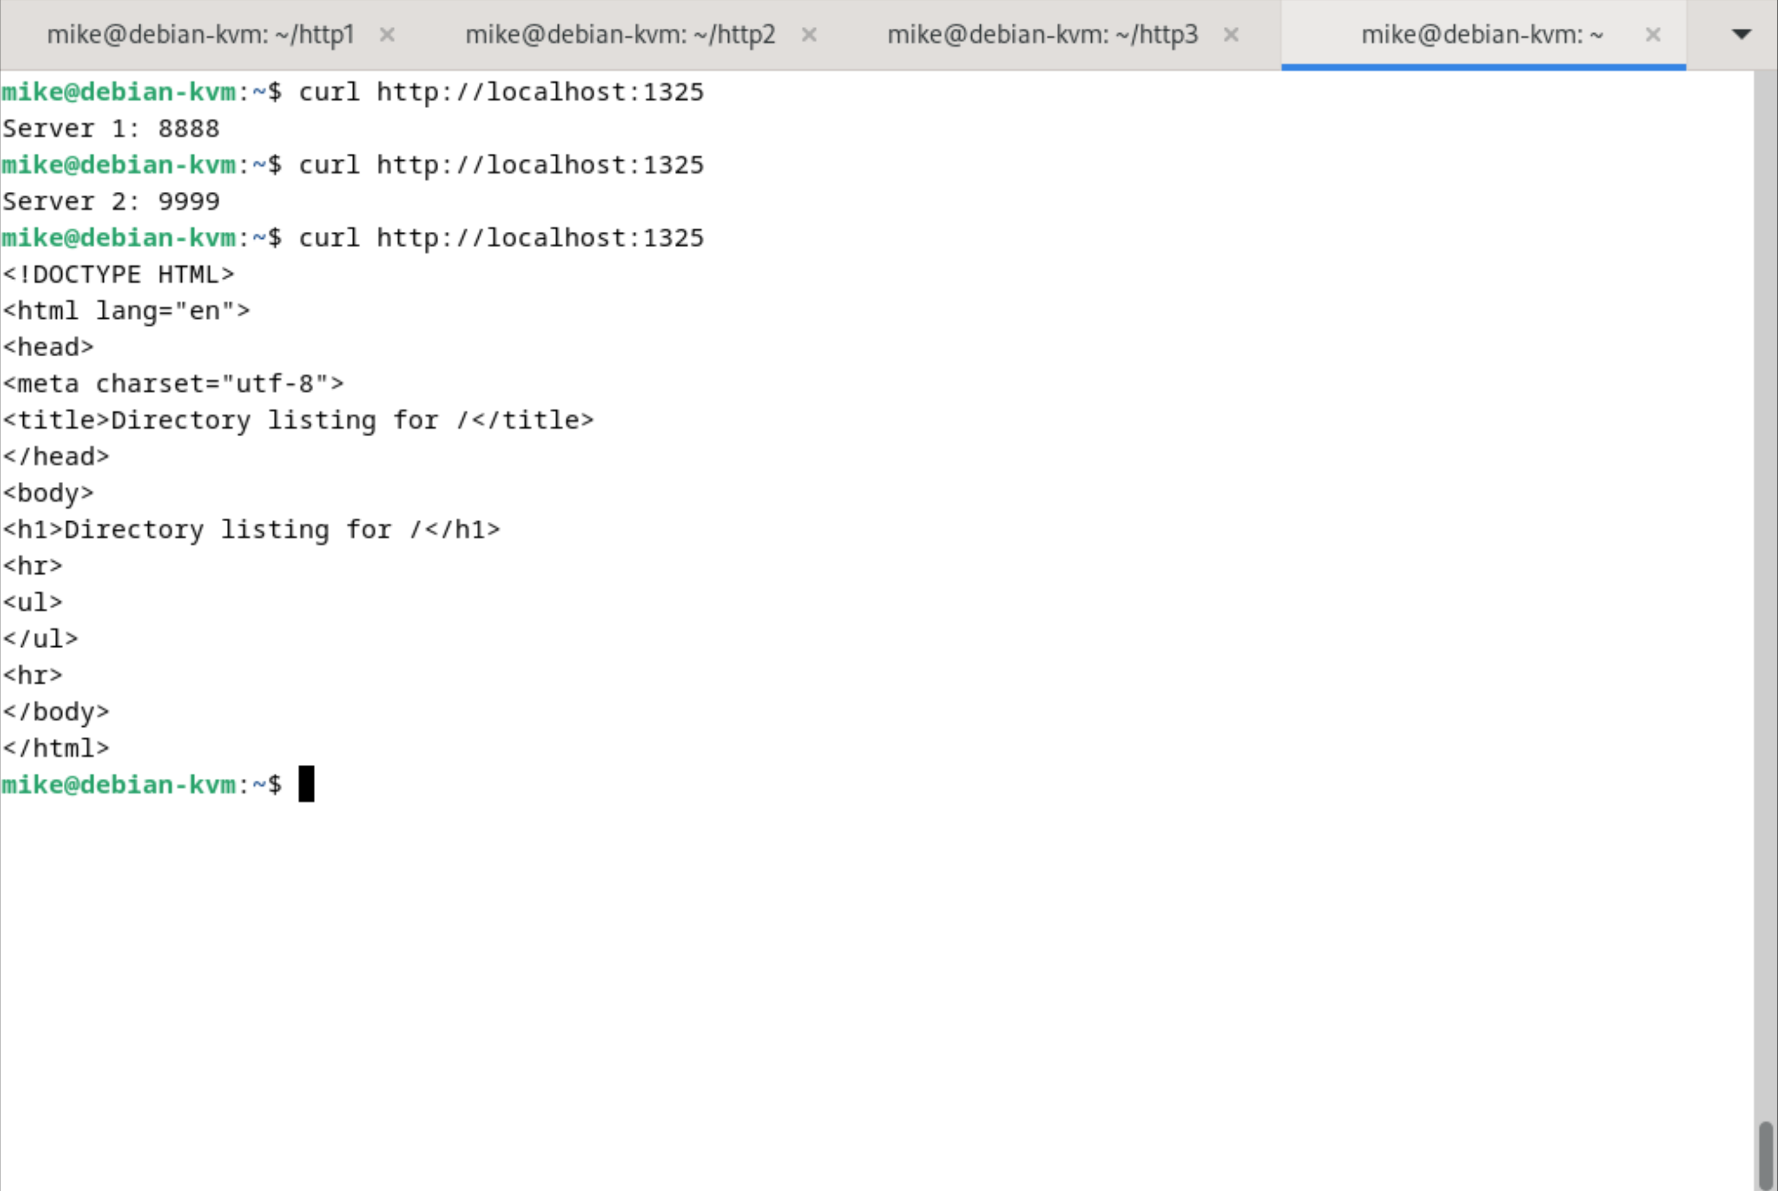 mike@debian-kvm: ~/http1 ×
mike@debian-kvm: ~/http2 ×
mike@debian-kvm: ~/http3 ×
mike@debian-kvm: ~ ×
mike@debian-kvm:~$ curl http://localhost:1325
Server 1: 8888
mike@debian-kvm:~$ curl http://localhost:1325
Server 2: 9999
mike@debian-kvm:~$ curl http://localhost:1325
<!DOCTYPE HTML>
<html lang="en">
<head>
<meta charset="utf-8">
<title>Directory listing for /</title>
</head>
<body>
<h1>Directory listing for /</h1>
<hr>
<ul>
</ul>
<hr>
</body>
</html>
mike@debian-kvm:~$